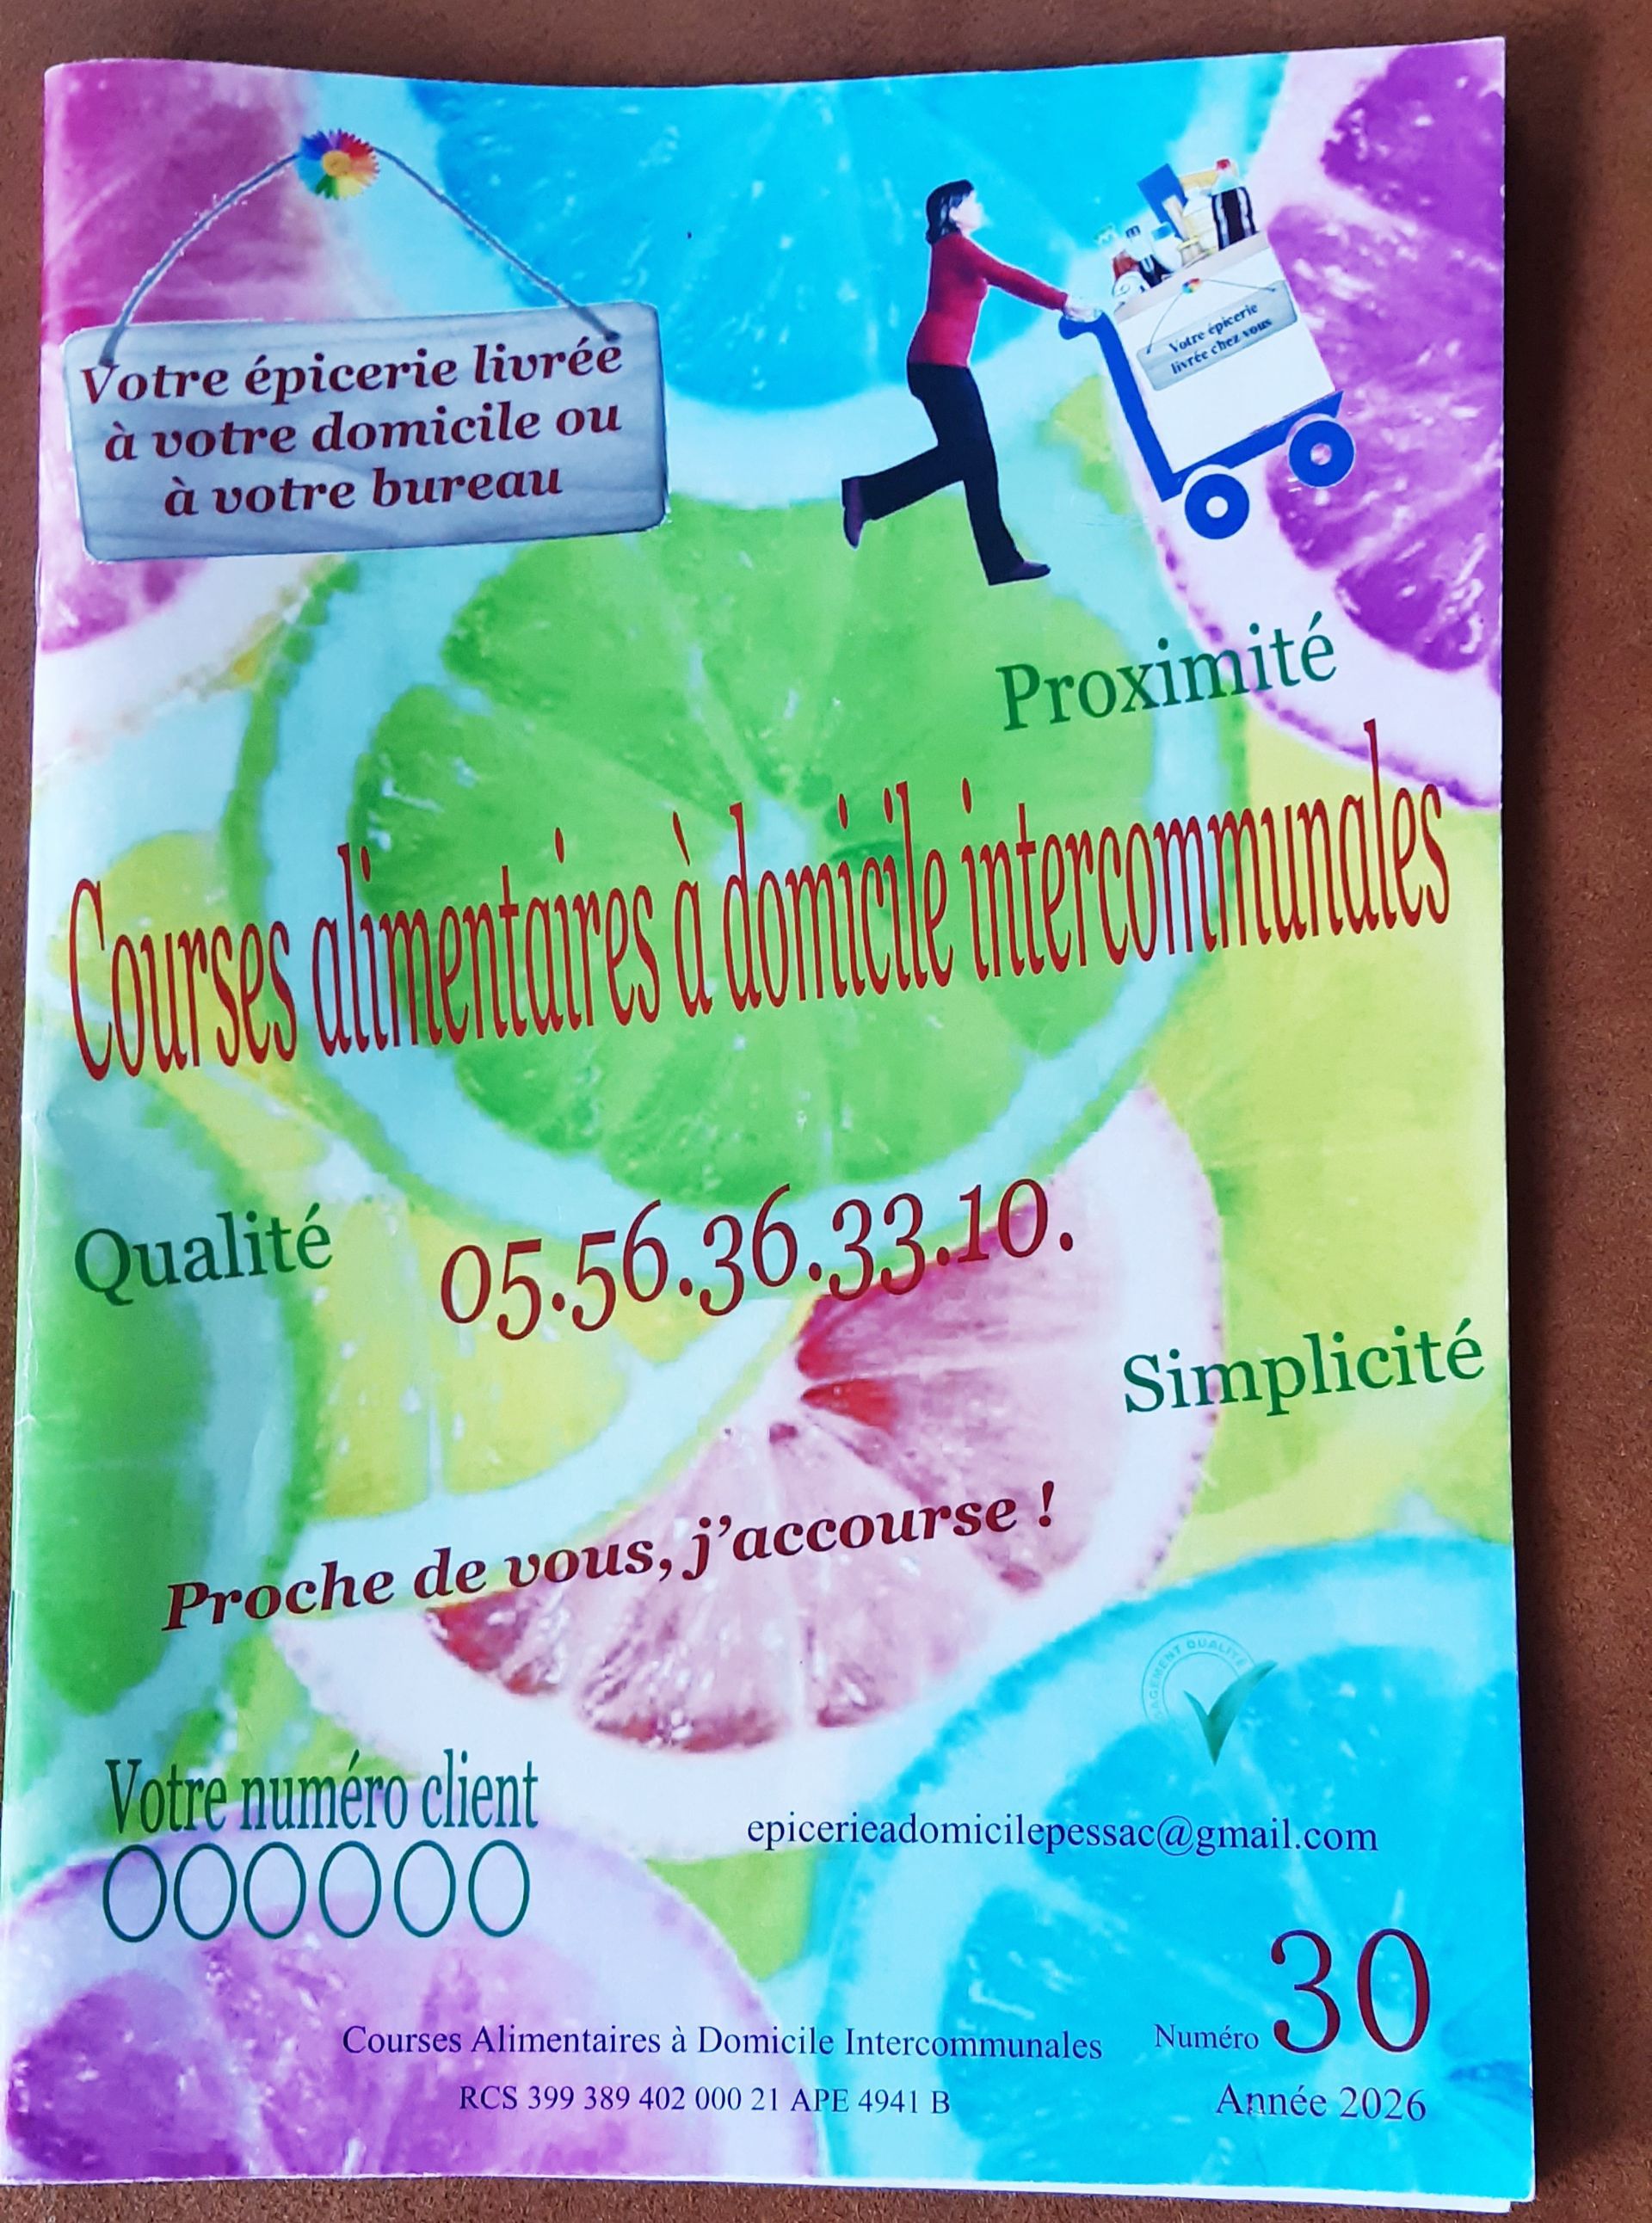 Votre épicerie livrée
à votre domicile ou
à votre bureau
Votre épicerie
livrée chez vous
Proximité
Courses alimentaires à domicile intercommunales
Qualité
05.56.36.33.10.
Simplicité
Proche de vous, j'accourse !
QUALITÉ
Votre numéro client
OOOOOO
epicerieadomicilepessac@gmail.com
Courses Alimentaires à Domicile Intercommunales
RCS 399 389 402 000 21 APE 4941 B
Numéro 30
Année 2026